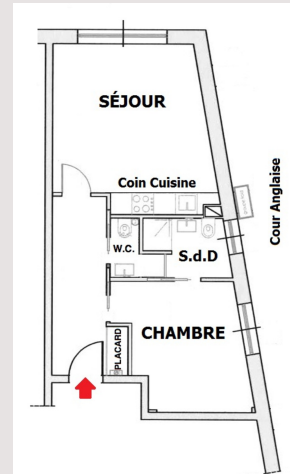 SÉJOUR
Coin Cuisine
Cour Anglaise
W.C.
S.d.D
CHAMBRE
PLACARD